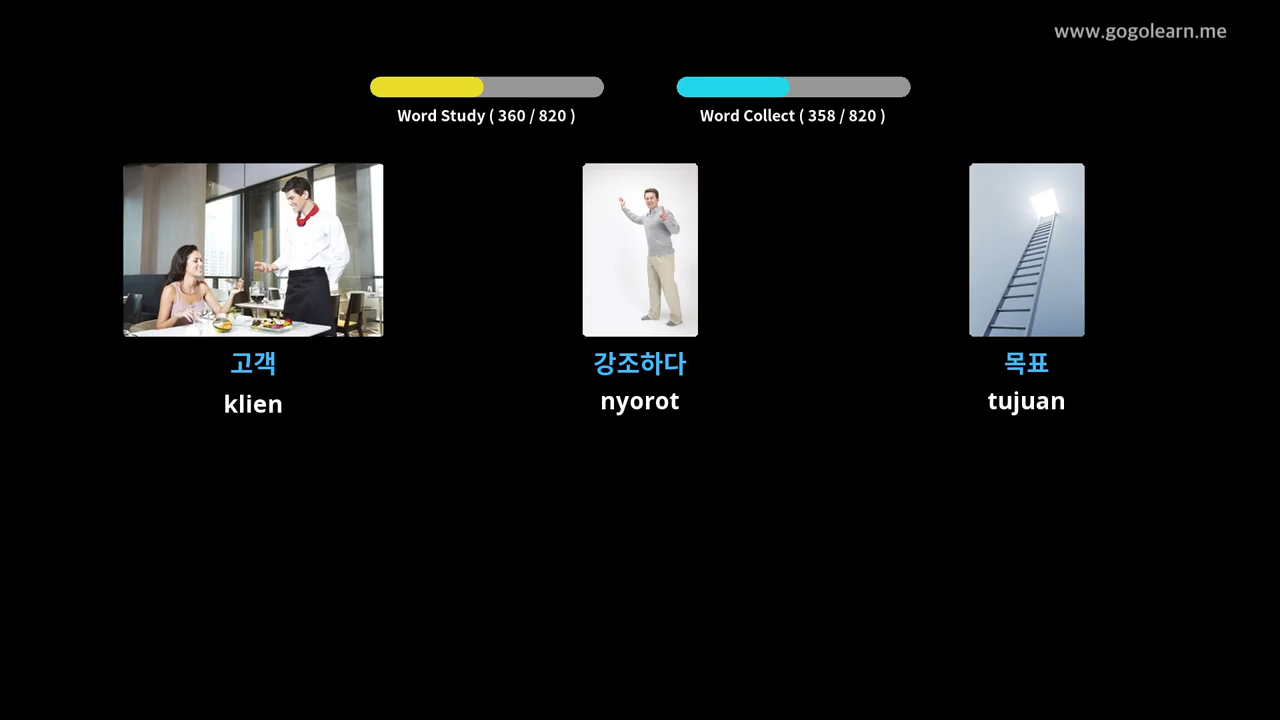 www.gogolearn.me
Word Study ( 360 / 820 )
Word Collect ( 358 / 820 )
고객
강조하다
목표
klien
nyorot
tujuan